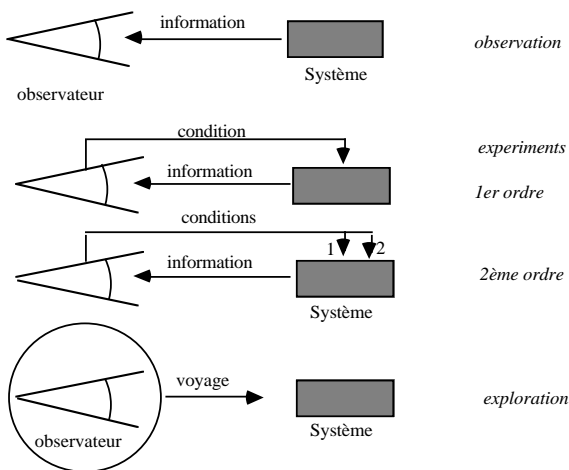 information
observation
Système
observateur
condition
experiments
information
1er ordre
conditions
1 2
information
2ème ordre
Système
voyage
exploration
observateur
Système